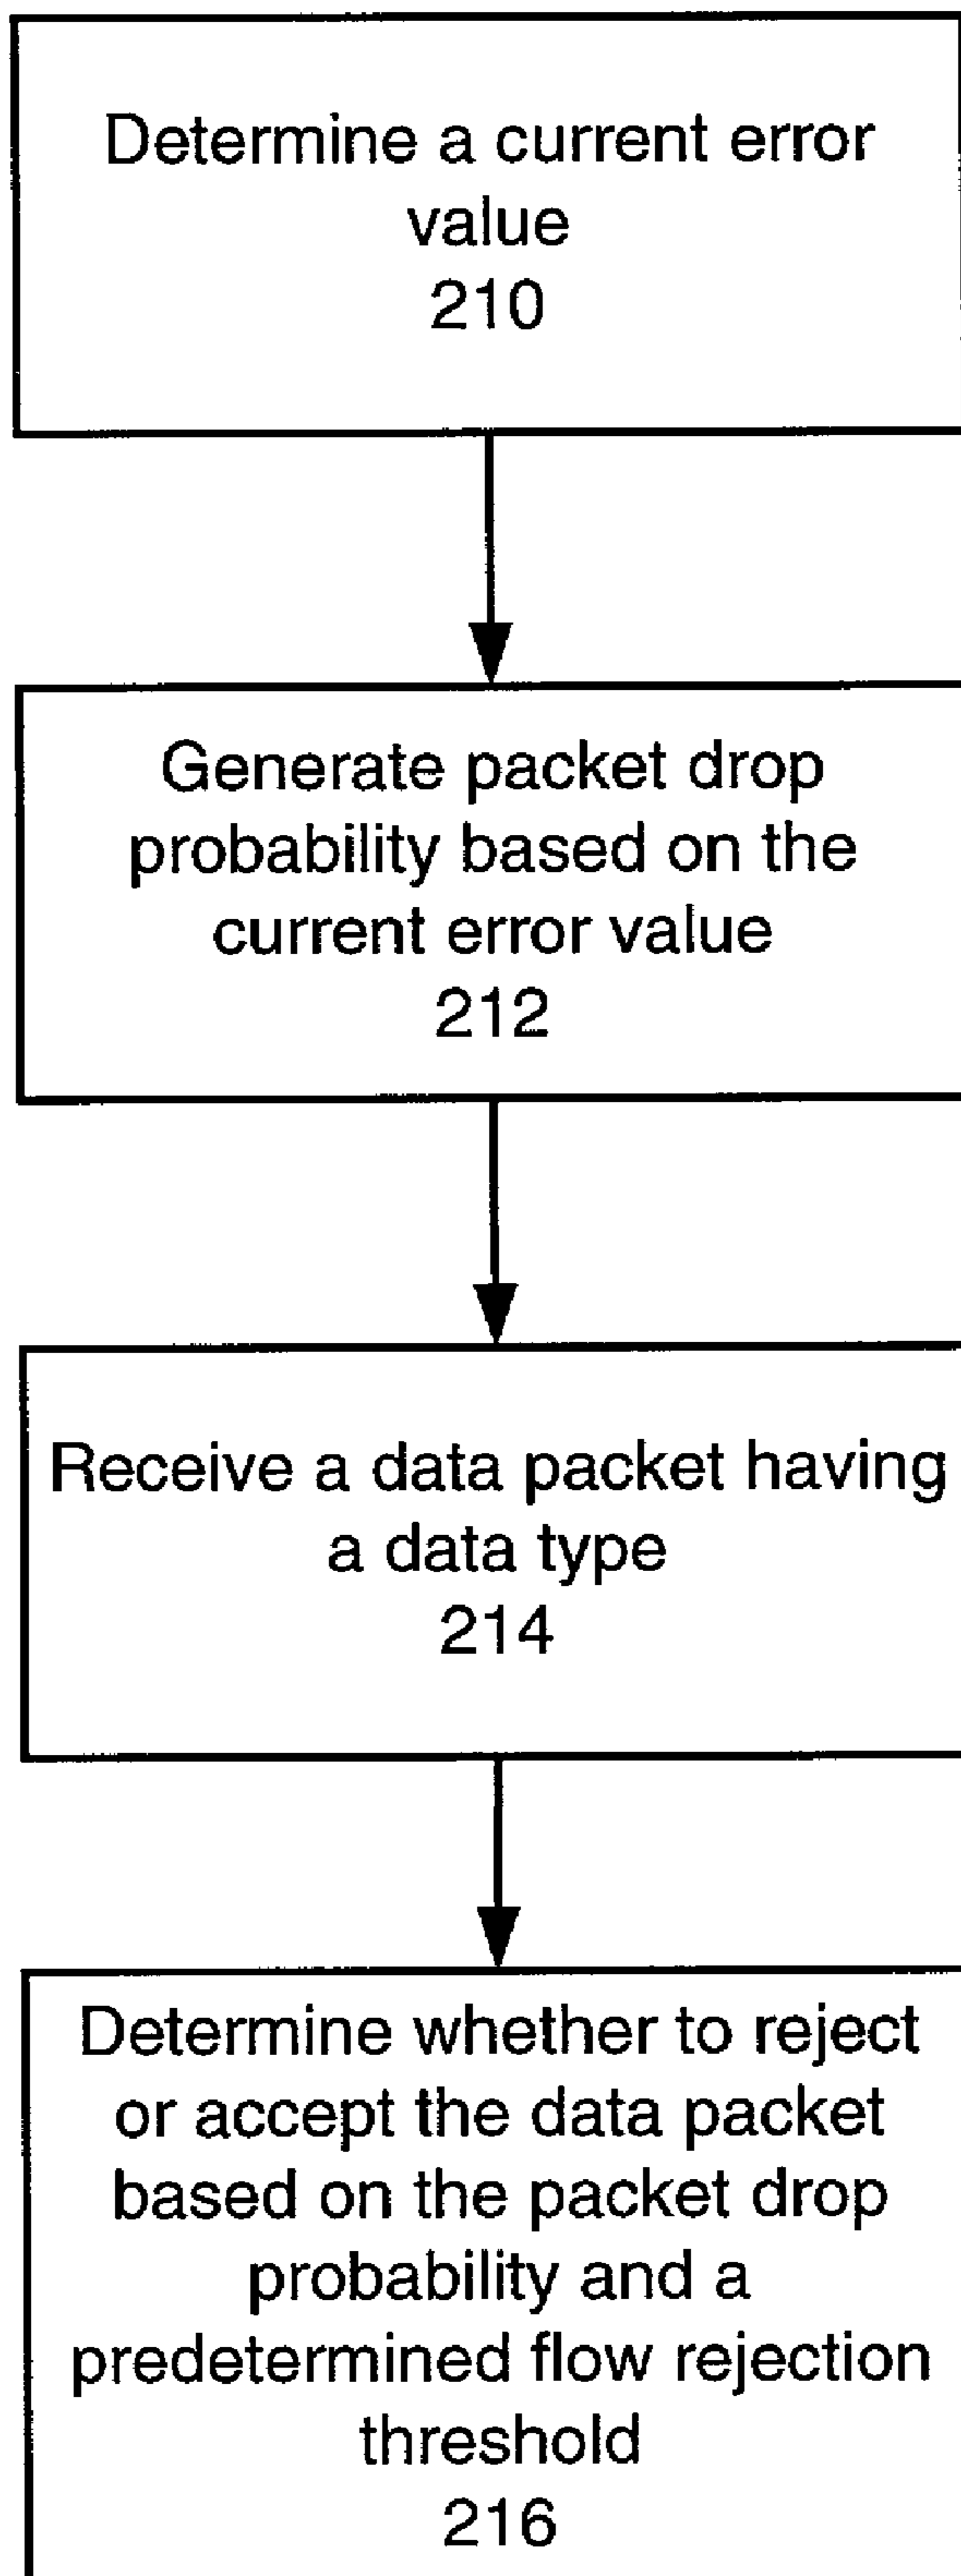 Determine a current error
value
210
Generate packet drop
probability based on the
current error value
212
Receive a data packet having
a data type
214
Determine whether to reject
or accept the data packet
based on the packet drop
probability and a
predetermined flow rejection
threshold
216